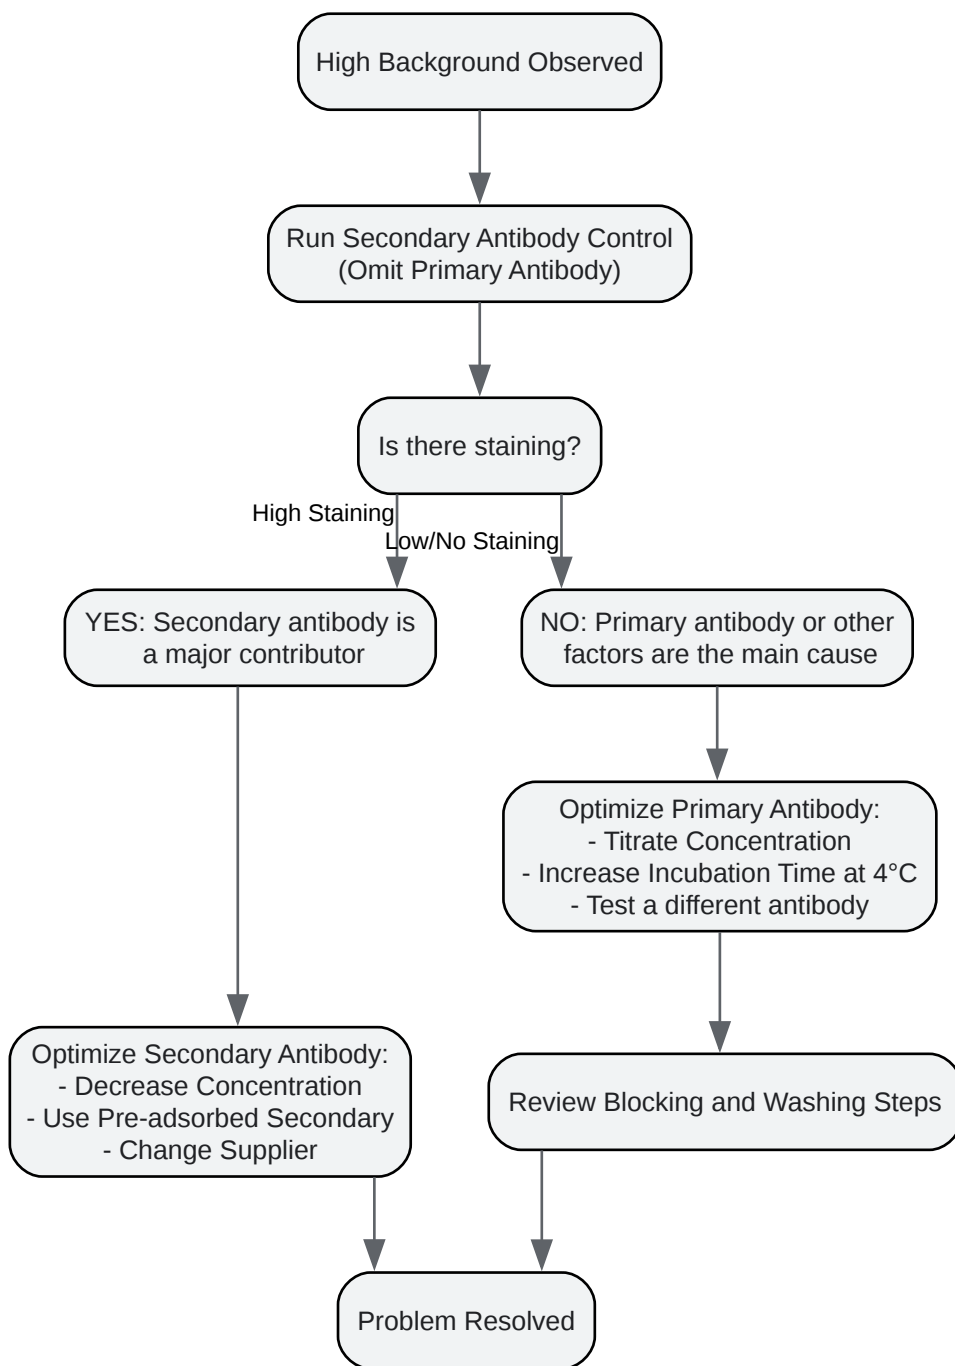 High Background Observed
Run Secondary Antibody Control
(Omit Primary Antibody)
Is there staining?
High Staining
Low/No Staining
YES: Secondary antibody is
a major contributor
NO: Primary antibody or other
factors are the main cause
Optimize Primary Antibody:
- Titrate Concentration
- Increase Incubation Time at 4°C
- Test a different antibody
Optimize Secondary Antibody:
- Decrease Concentration
- Use Pre-adsorbed Secondary
- Change Supplier
Review Blocking and Washing Steps
Problem Resolved